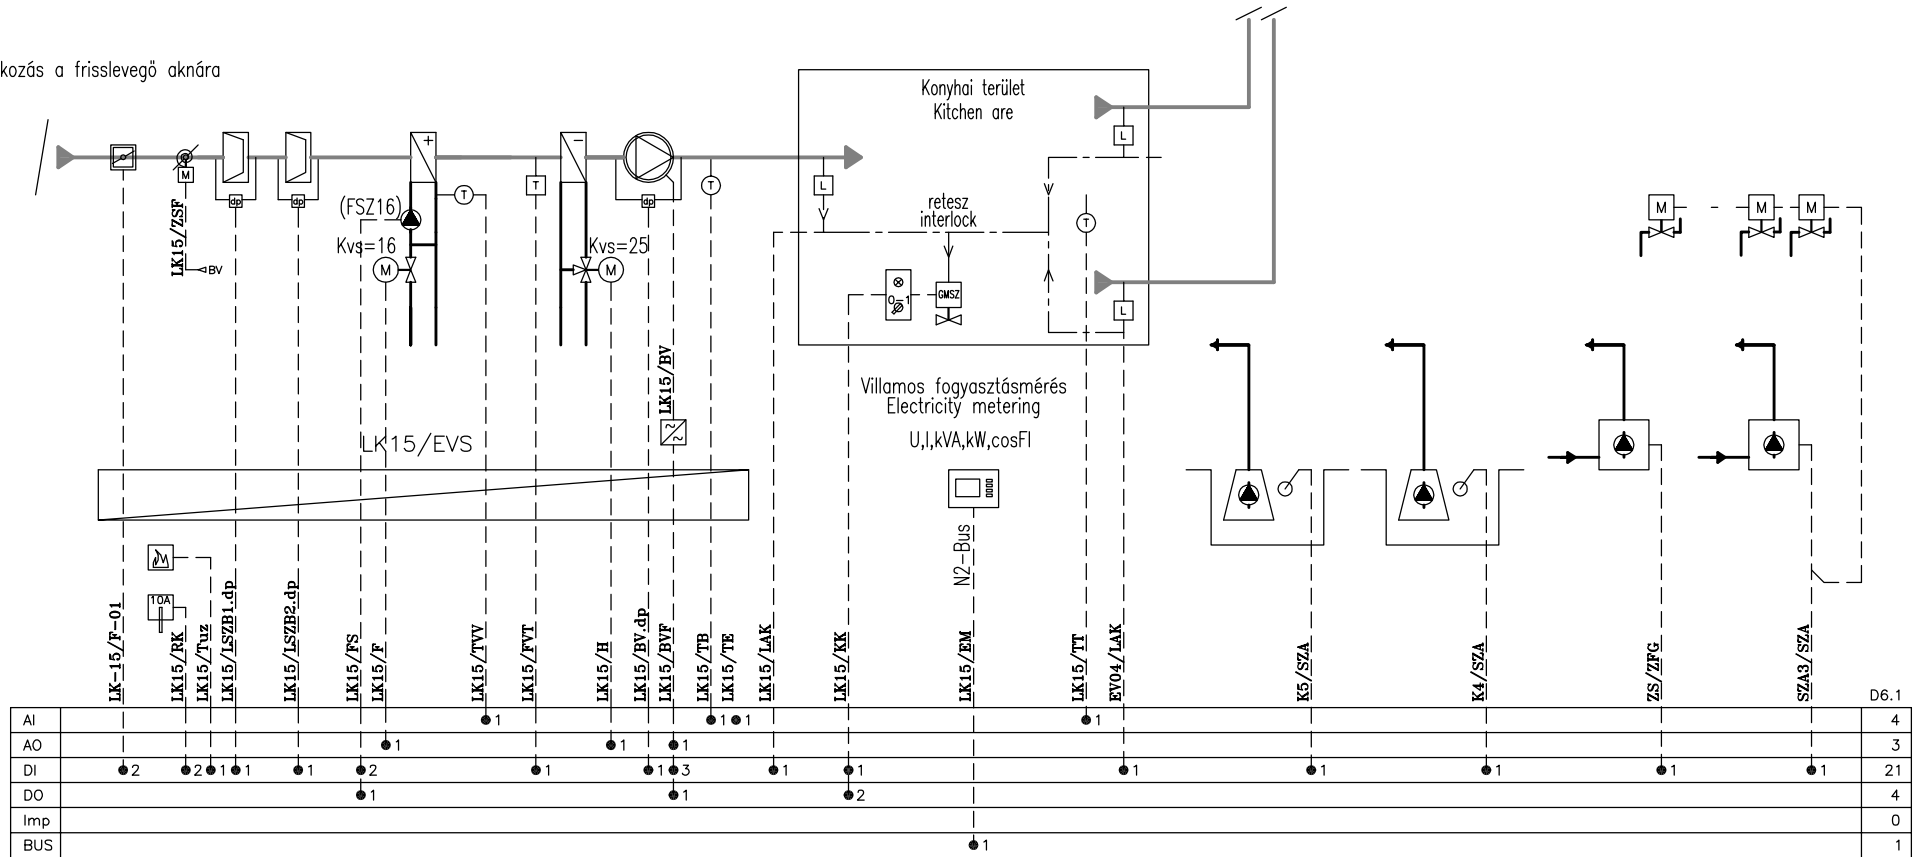 kozás a frisslevegő aknára
Konyhai terület
Kitchen are
L
M
dp
dp
+
T
T
−
dp
T
L
T
L
M
M
M
LK15/ZSF
BV
(FSZ16)
Kvs=16
M
Kvs=25
M
retesz
interlock
0-1
GMSZ
LK15/BV
Villamos fogyasztásmérés
Electricity metering
U,I,kVA,kW,cosFI
LK15/EVS
N2-Bus
10A
LK-15/F-01
LK15/RK
LK15/Tuz
LK15/LSZB1.dp
LK15/LSZB2.dp
LK15/FS
LK15/F
LK15/TVV
LK15/FVT
LK15/H
LK15/BV.dp
LK15/BVF
LK15/TB
LK15/TE
LK15/LAK
LK15/KK
LK15/EM
LK15/TT
EV04/LAK
K5/SZA
K4/SZA
ZS/ZFG
SZA3/SZA
D6.1
AI 1 1 1 1 4
AO 1 1 1 3
DI 2 2 1 1 1 2 1 1 3 1 1 1 1 1 1 1 21
DO 1 1 2 4
Imp 0
BUS 1 1